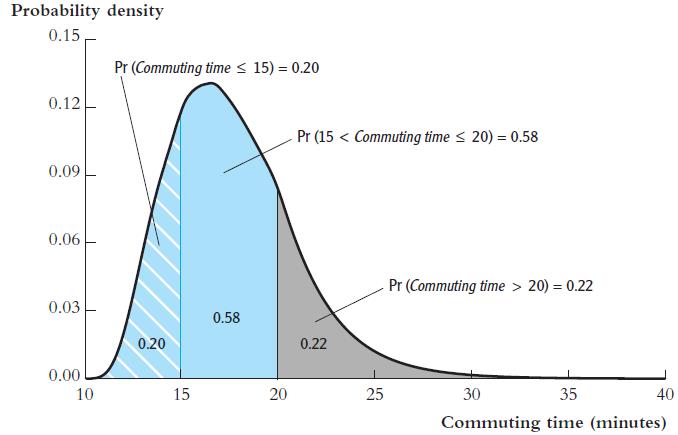 Probability density
0.15
Pr (Commuting time ≤ 15) = 0.20
0.12
Pr (15 < Commuting time ≤ 20) = 0.58
0.09
0.06
Pr (Commuting time > 20) = 0.22
0.03
0.58
0.20
0.22
0.00
10 15 20 25 30 35 40
Commuting time (minutes)